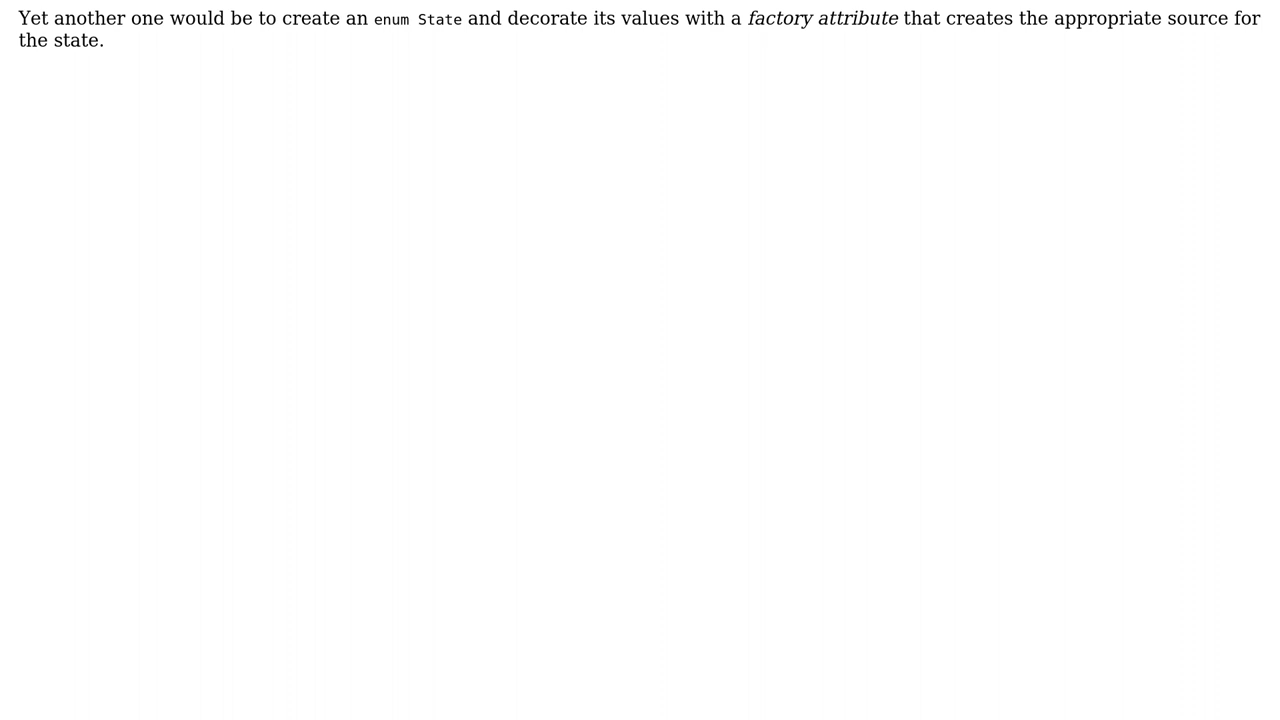 Yet another one would be to create an enum State and decorate its values with a factory attribute that creates the appropriate source for
the state.